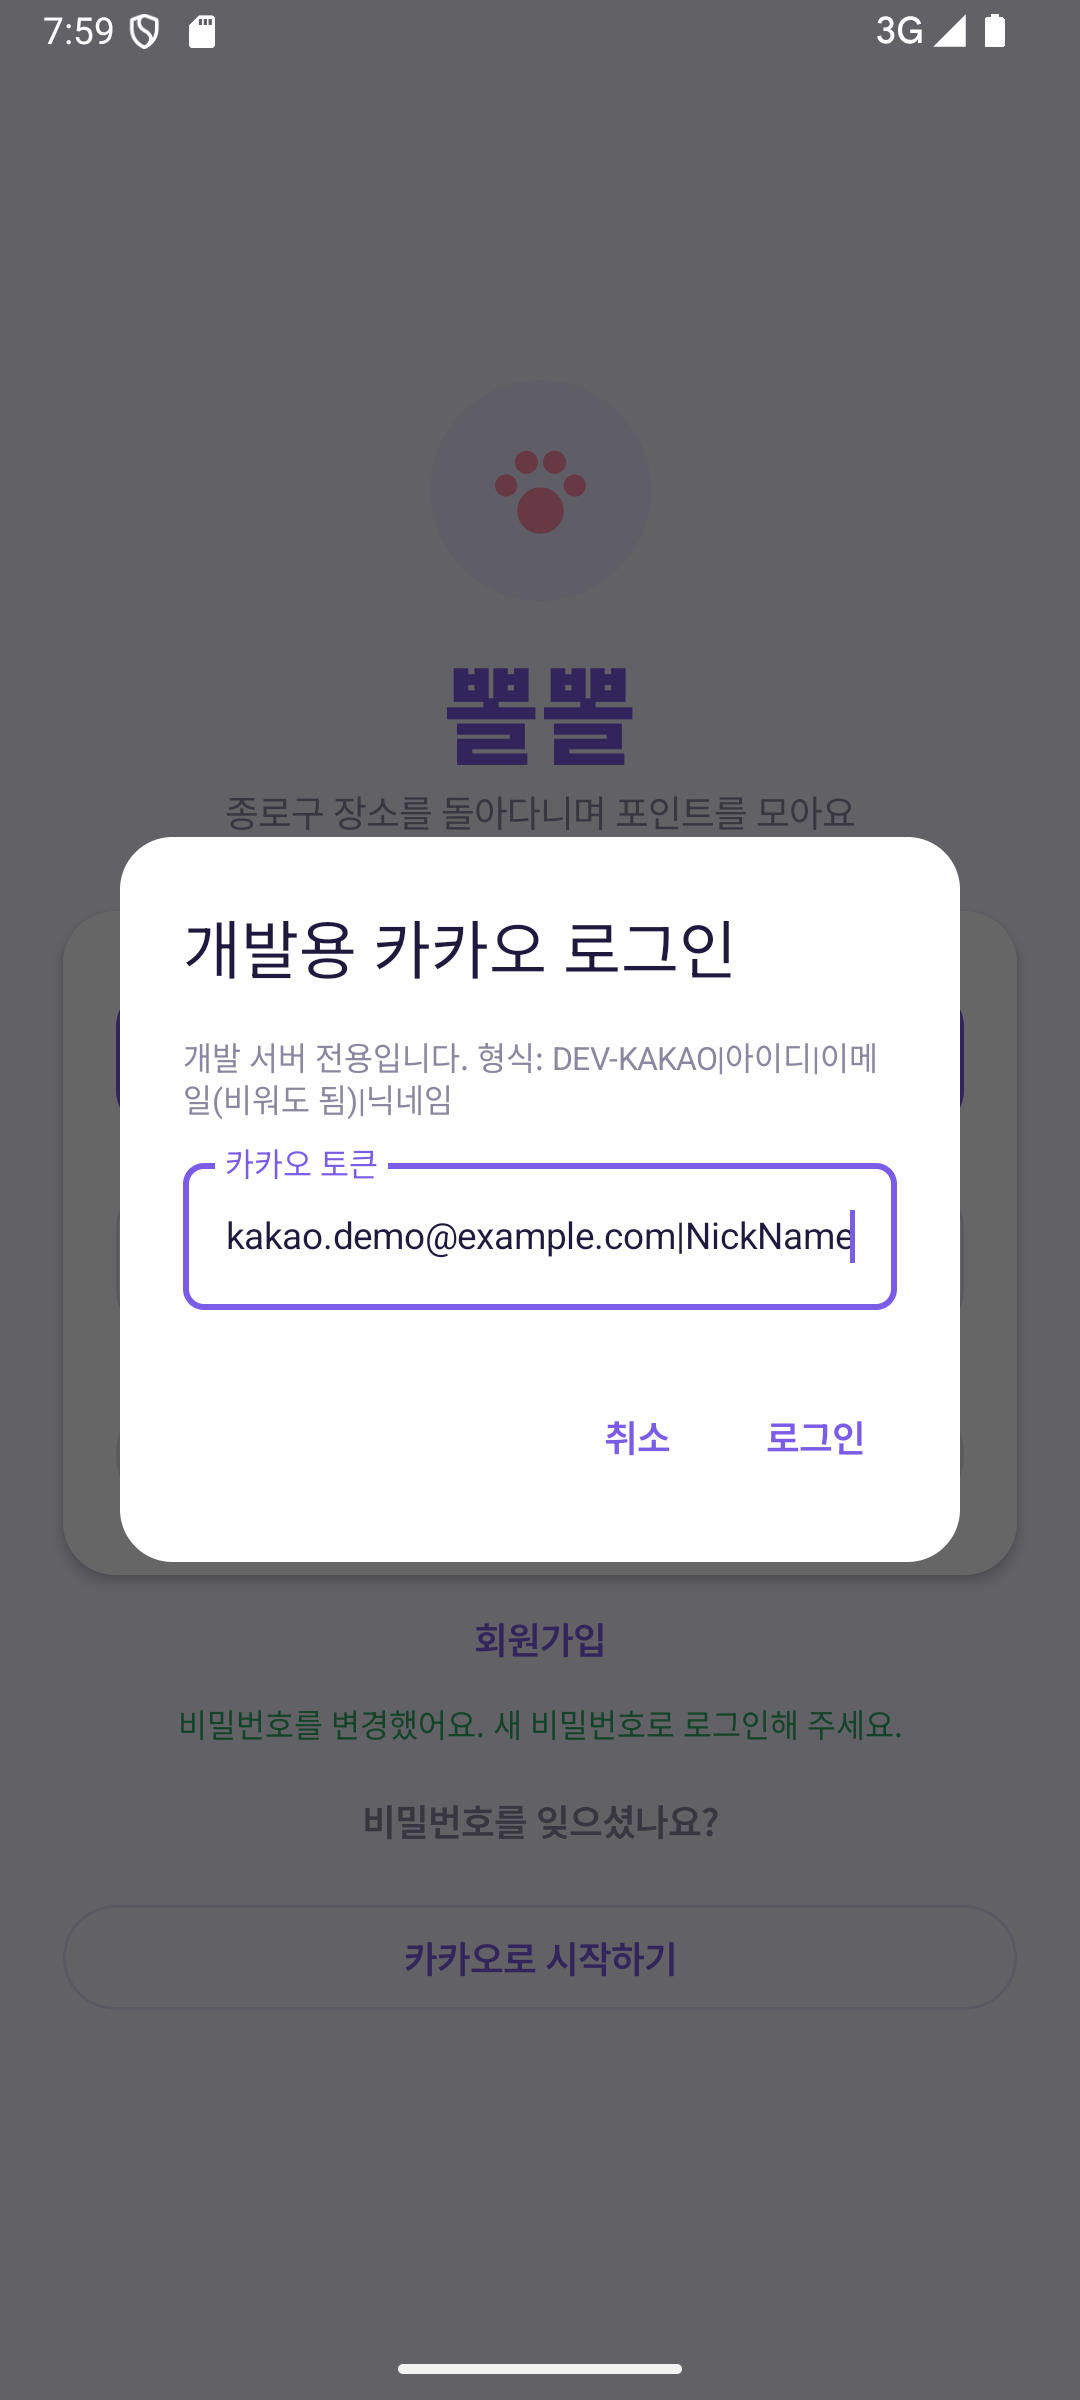 7:59
3G
뽈뽈
종로구 장소를 돌아다니며 포인트를 모아요
개발용 카카오 로그인
개발 서버 전용입니다. 형식: DEV-KAKAO|아이디|이메
일(비워도 됨)|닉네임
카카오 토큰
kakao.demo@example.com|NickName
취소
로그인
회원가입
비밀번호를 변경했어요. 새 비밀번호로 로그인해 주세요.
비밀번호를 잊으셨나요?
카카오로 시작하기